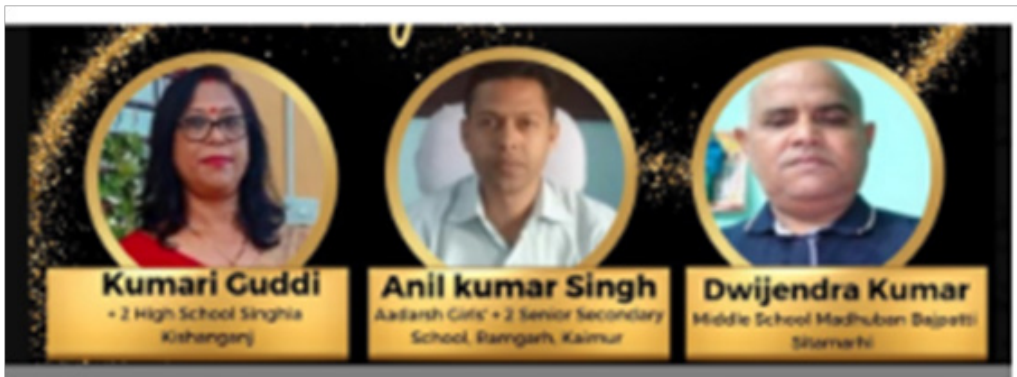 Kumari Guddi
+ 2 High School Singhia
Kishanganj
Anil kumar Singh
Aadarsh Girls' + 2 Senior Secondary
School, Ramgarh, Kaimur
Dwijendra Kumar
Middle School Madhuban Bajpatti
Sitamarhi